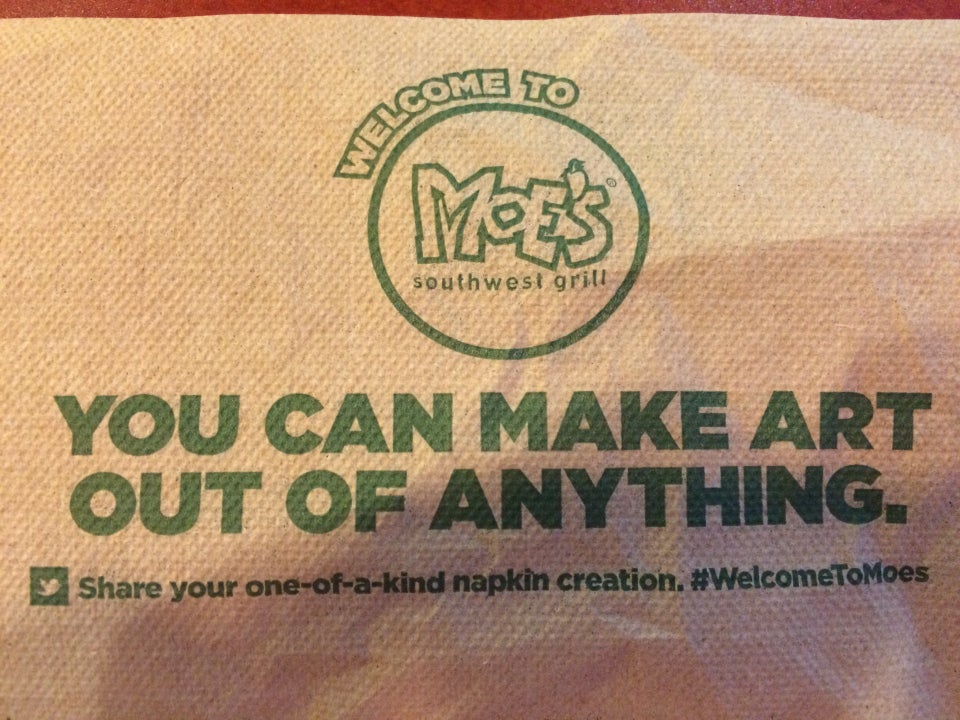 WELCOME TO
MOE'S®
southwest grill
YOU CAN MAKE ART
OUT OF ANYTHING.
Share your one-of-a-kind napkin creation. #WelcomeToMoes